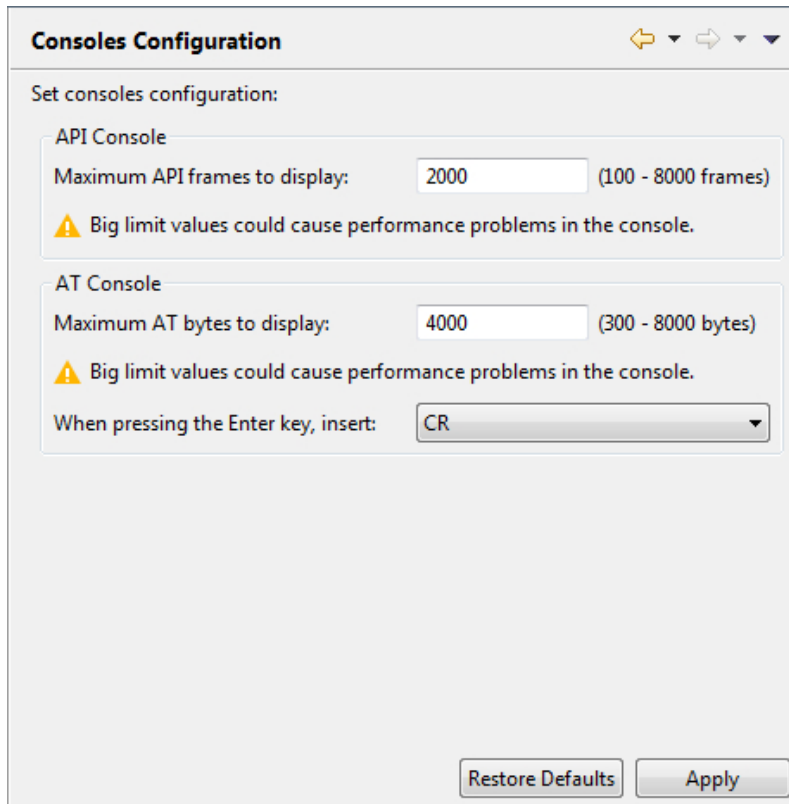 Consoles Configuration
Set consoles configuration:
API Console
Maximum API frames to display: 2000 (100 - 8000 frames)
Big limit values could cause performance problems in the console.
AT Console
Maximum AT bytes to display: 4000 (300 - 8000 bytes)
Big limit values could cause performance problems in the console.
When pressing the Enter key, insert: CR
Restore Defaults Apply